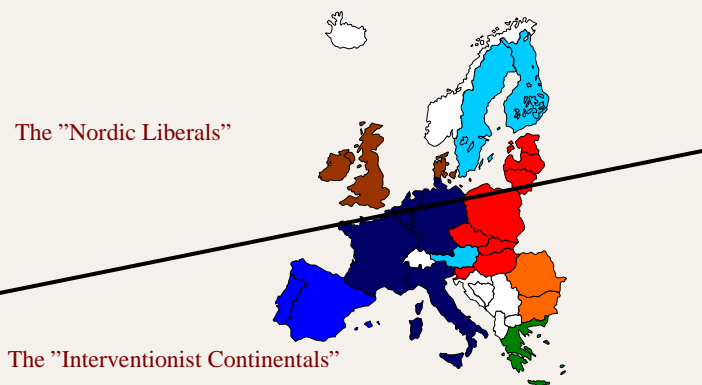 The ”Nordic Liberals”
The ”Interventionist Continentals”